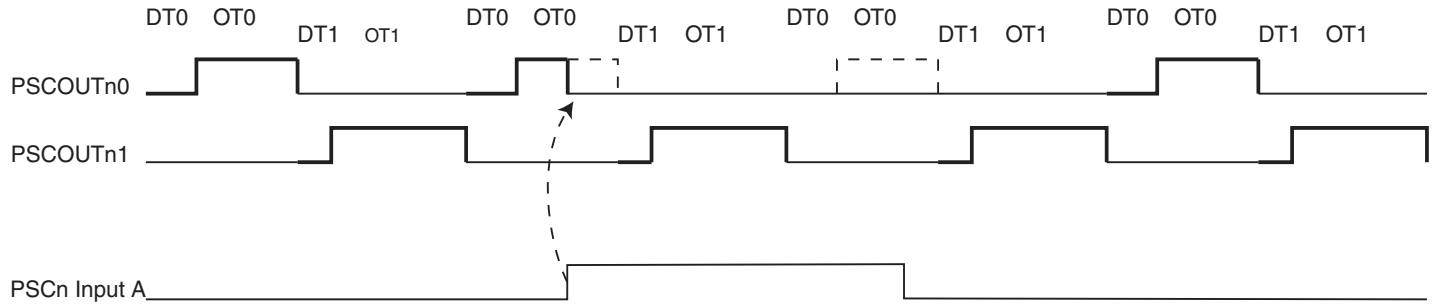 DT0 OT0 DT0 OT0 DT0 OT0 DT0 OT0
DT1 OT1 DT1 OT1 DT1 OT1 DT1 OT1
PSCOUTn0
PSCOUTn1
PSCn Input A